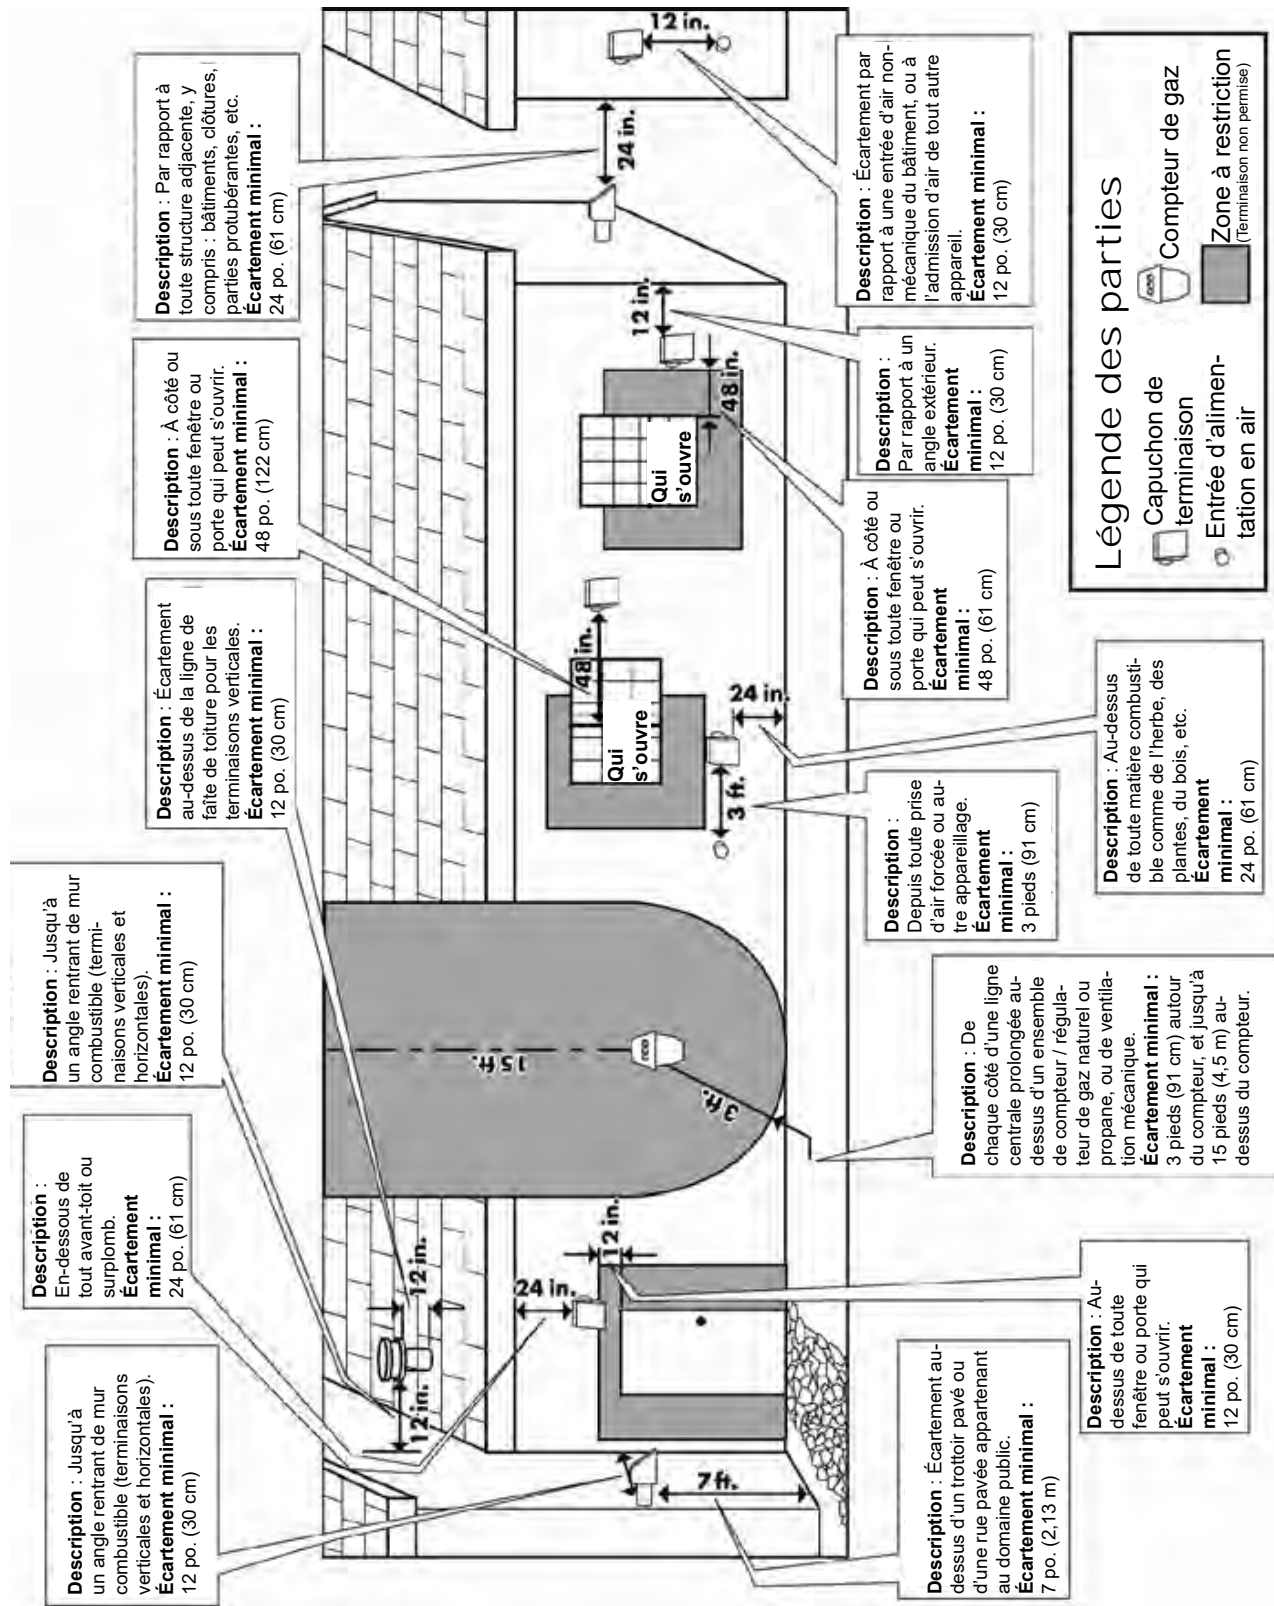 Description : Jusqu'à
un angle rentrant de mur
combustible (terminaisons
verticales et horizontales).
Écartement minimal :
12 po. (30 cm)
Description :
En-dessous de
tout avant-toit ou
surplomb.
Écartement
minimal :
24 po. (61 cm)
Description : Jusqu'à
un angle rentrant de mur
combustible (termi-
naisons verticales et
horizontales).
Écartement minimal :
12 po. (30 cm)
Description : Écartement
au-dessus de la ligne de
faîte de toiture pour les
terminaisons verticales.
Écartement minimal :
12 po. (30 cm)
Description : À côté ou
sous toute fenêtre ou
porte qui peut s'ouvrir.
Écartement minimal :
48 po. (122 cm)
Description : Par rapport à
toute structure adjacente, y
compris : bâtiments, clôtures,
parties protubérantes, etc.
Écartement minimal :
24 po. (61 cm)
12 in.
12 in.
24 in.
12 in.
7 ft.
15 ft.
3 ft.
48 in.
Qui
s'ouvre
3 ft.
24 in.
Qui
s'ouvre
48 in.
12 in.
24 in.
12 in.
Description : Écartement au-
dessus d'un trottoir pavé ou
d'une rue pavée appartenant
au domaine public.
Écartement minimal :
7 po. (2,13 m)
Description : Au-
dessus de toute
fenêtre ou porte qui
peut s'ouvrir.
Écartement
minimal :
12 po. (30 cm)
Description : De
chaque côté d'une ligne
centrale prolongée au-
dessus d'un ensemble
de compteur / régula-
teur de gaz naturel ou
propane, ou de ventila-
tion mécanique.
Écartement minimal :
3 pieds (91 cm) autour
du compteur, et jusqu'à
15 pieds (4,5 m) au-
dessus du compteur.
Description :
Depuis toute prise
d'air forcée ou au-
tre appareillage.
Écartement
minimal :
3 pieds (91 cm)
Description : Au-dessus
de toute matière combusti-
ble comme de l'herbe, des
plantes, du bois, etc.
Écartement
minimal :
24 po. (61 cm)
Description : À côté ou
sous toute fenêtre ou
porte qui peut s'ouvrir.
Écartement
minimal :
48 po. (61 cm)
Description :
Par rapport à un
angle extérieur.
Écartement
minimal :
12 po. (30 cm)
Description : Écartement par
rapport à une entrée d'air non-
mécanique du bâtiment, ou à
l'admission d'air de tout autre
appareil.
Écartement minimal :
12 po. (30 cm)
Légende des parties
Capuchon de
terminaison
Entrée d'alimen-
tation en air
Compteur de gaz
Zone à restriction
(Terminaison non permise)